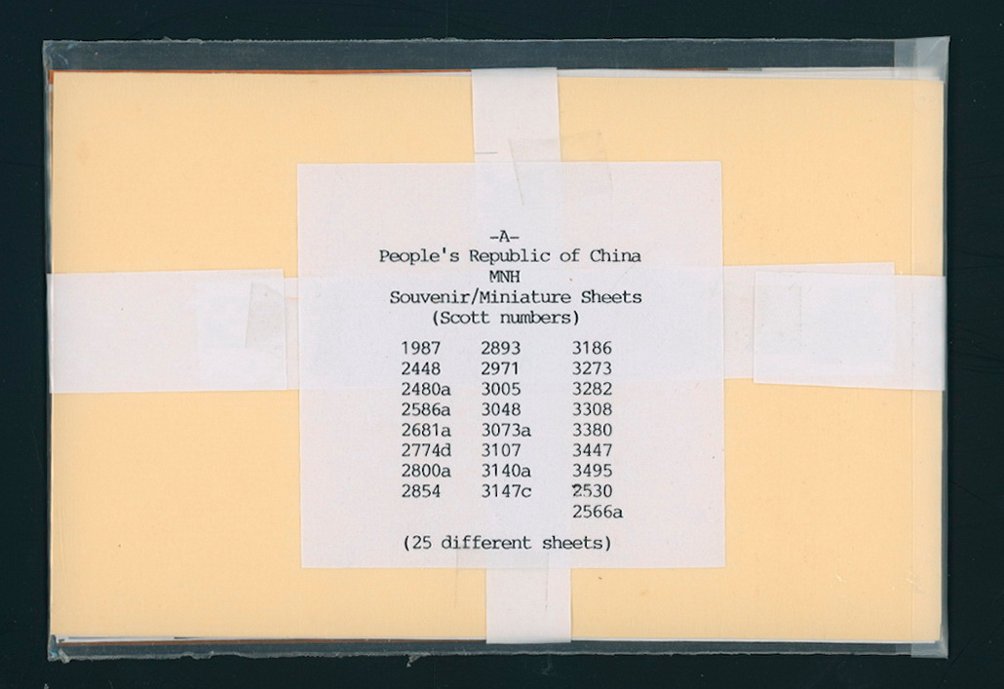 -A-
People's Republic of China
MNH
Souvenir/Miniature Sheets
(Scott numbers)
1987 2893 3186
2448 2971 3273
2480a 3005 3282
2586a 3048 3308
2681a 3073a 3380
2774d 3107 3447
2800a 3140a 3495
2854 3147c 2530
2566a
(25 different sheets)